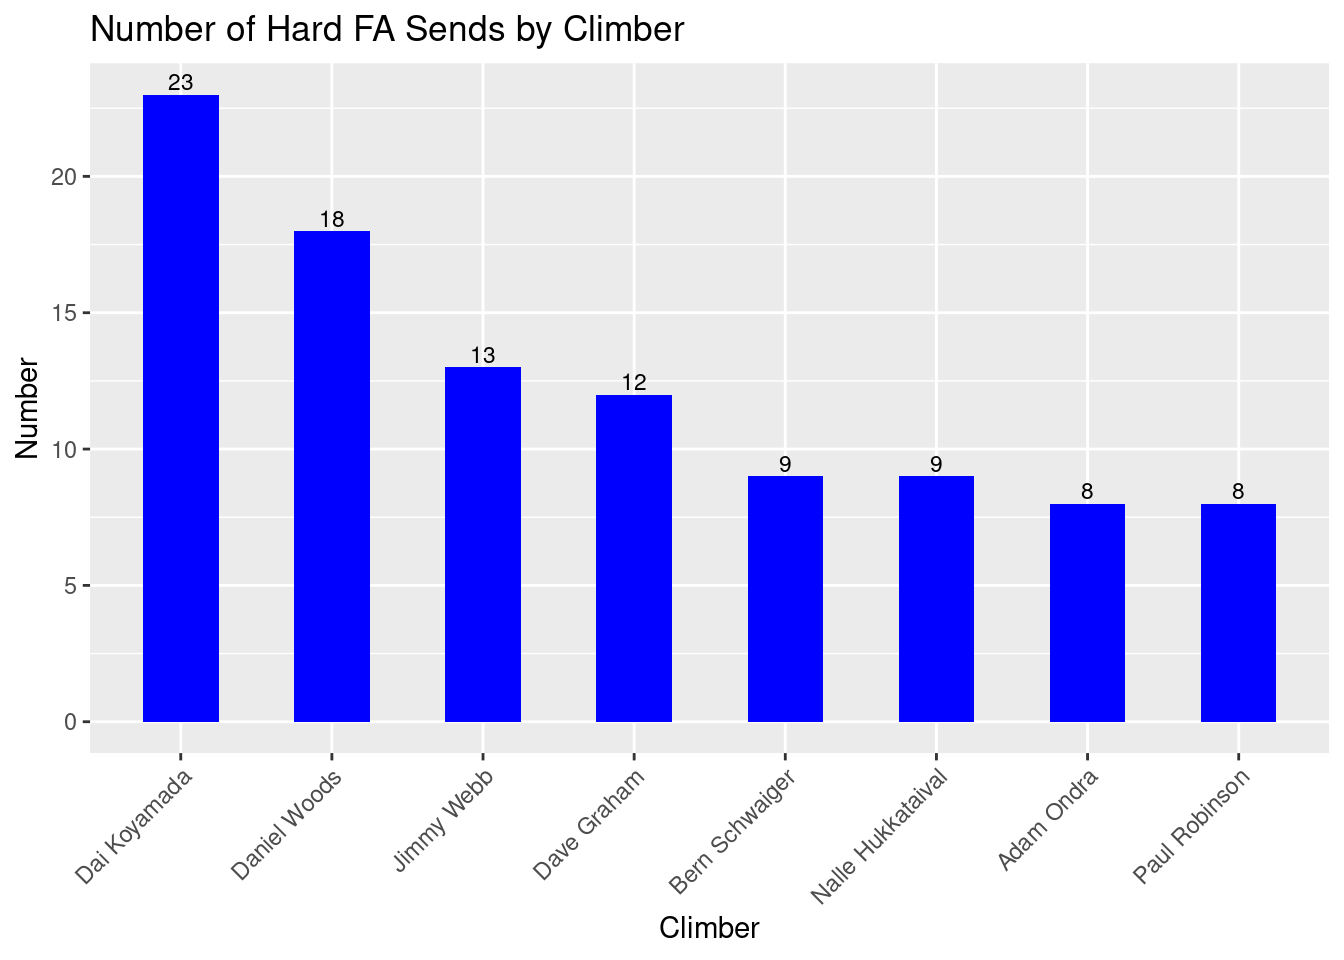 Number of Hard FA Sends by Climber
23
18
13
12
9
9
8
8
20
15
10
5
0
Number
Dai Koyamada
Daniel Woods
Jimmy Webb
Dave Graham
Bern Schwaiger
Nalle Hukkataival
Adam Ondra
Paul Robinson
Climber